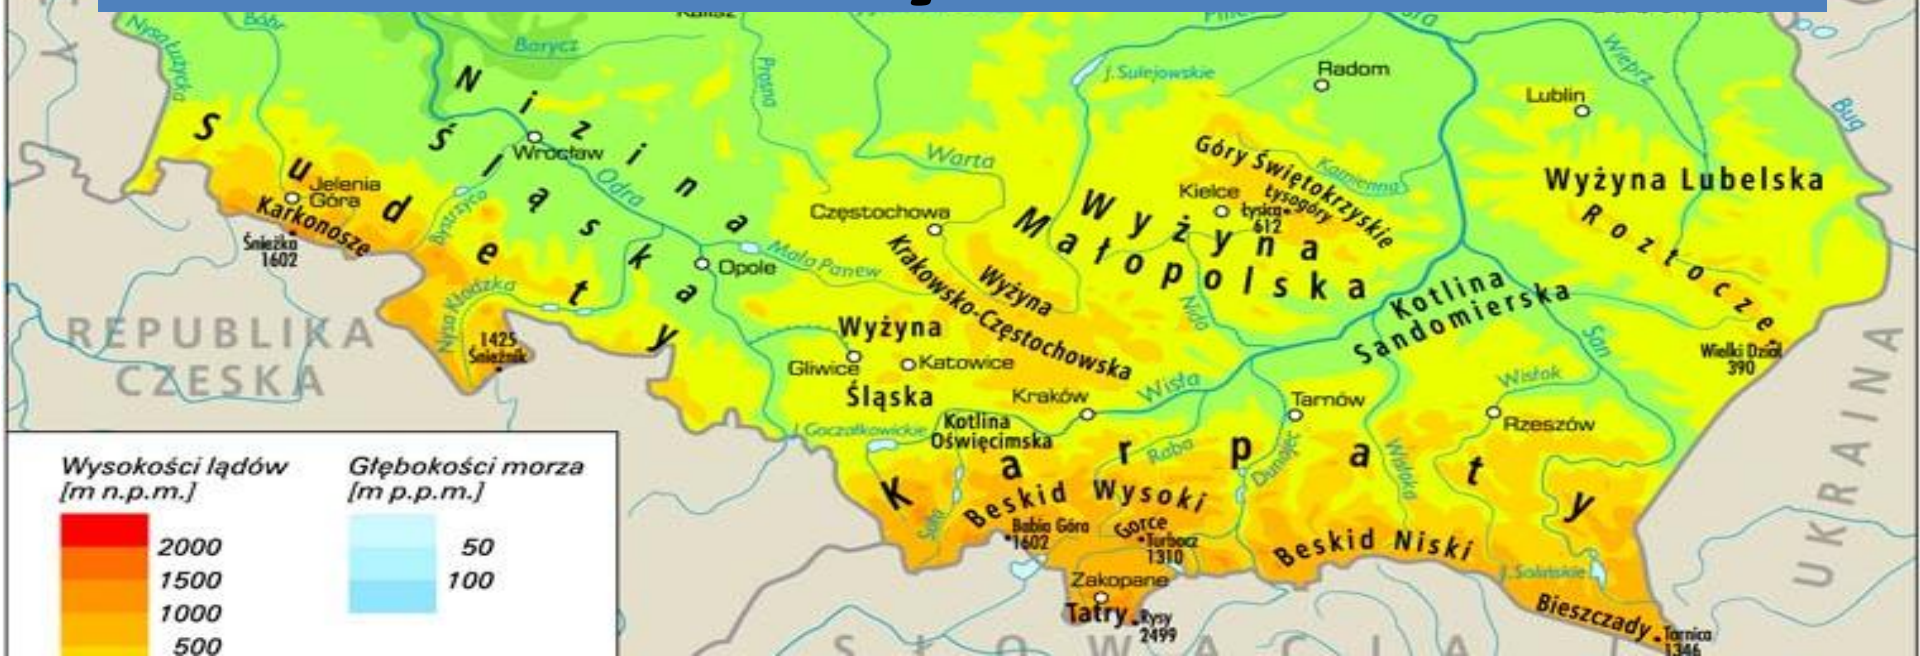 Nysa Łużycka
Bóbr
Barycz
Prosna
Pilica
J. Sulejowskie
Radom
Wieprz
Lublin
Bug
Nizina
Śląska
Wrocław
Odra
Sudety
Jelenia
Góra
Karkonosze
Śnieżka
1602
Bystrzyca
Nysa Kłodzka
1425
Śnieżnik
Opole
Mała Panew
Warta
Częstochowa
Wyżyna
Krakowsko-Częstochowska
Wyżyna
Małopolska
Góry Świętokrzyskie
Kamienna
Kielce
Łysogóry
Łysica
612
Nida
Wyżyna Lubelska
Roztocze
Wielki Dział
390
Kotlina
Sandomierska
San
Wisłok
Rzeszów
Wyżyna
Gliwice
Katowice
Śląska
Kraków
Wisła
Tarnów
J. Goczałkowickie
Kotlina
Oświęcimska
Karpaty
Raba
Dunajec
Wisłoka
Soła
Beskid Wysoki
Babia Góra
1602
Gorce
Turbacz
1310
Beskid Niski
J. Solińskie
Zakopane
Tatry
Rysy
2499
Bieszczady
Tarnica
1346
REPUBLIKA
CZESKA
SŁOWACJA
UKRAINA
Wysokości lądów
[m n.p.m.]
2000
1500
1000
500
Głębokości morza
[m p.p.m.]
50
100